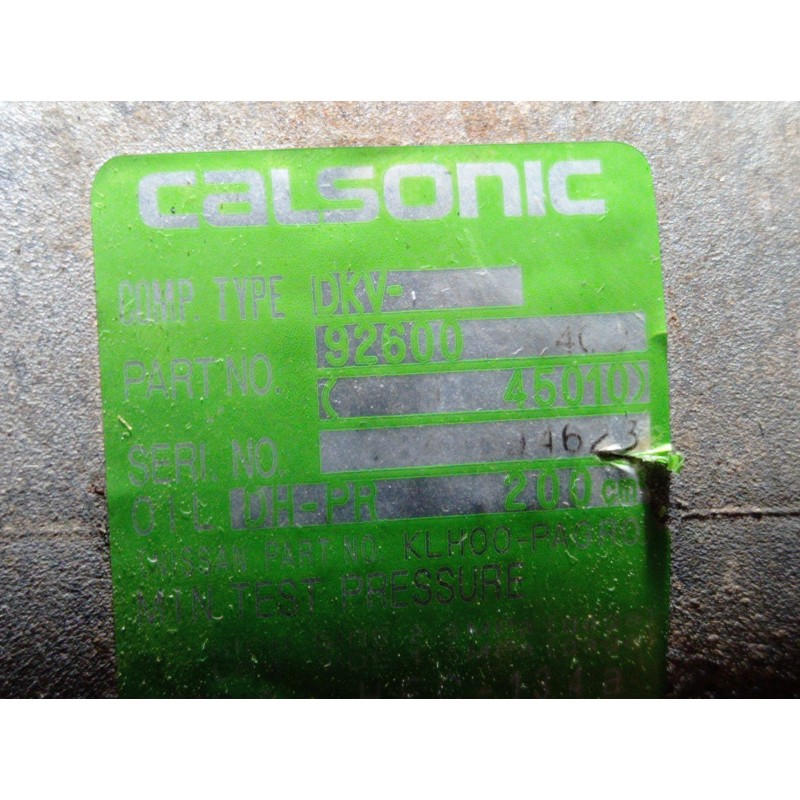 CALSONIC
COMP. TYPE DKV-
PART NO. 92600
(45010)
SERI. NO.
OIL DH-PR 200 cm
NISSAN PART NO. KLH00-PAGR0
MIN TEST PRESSURE